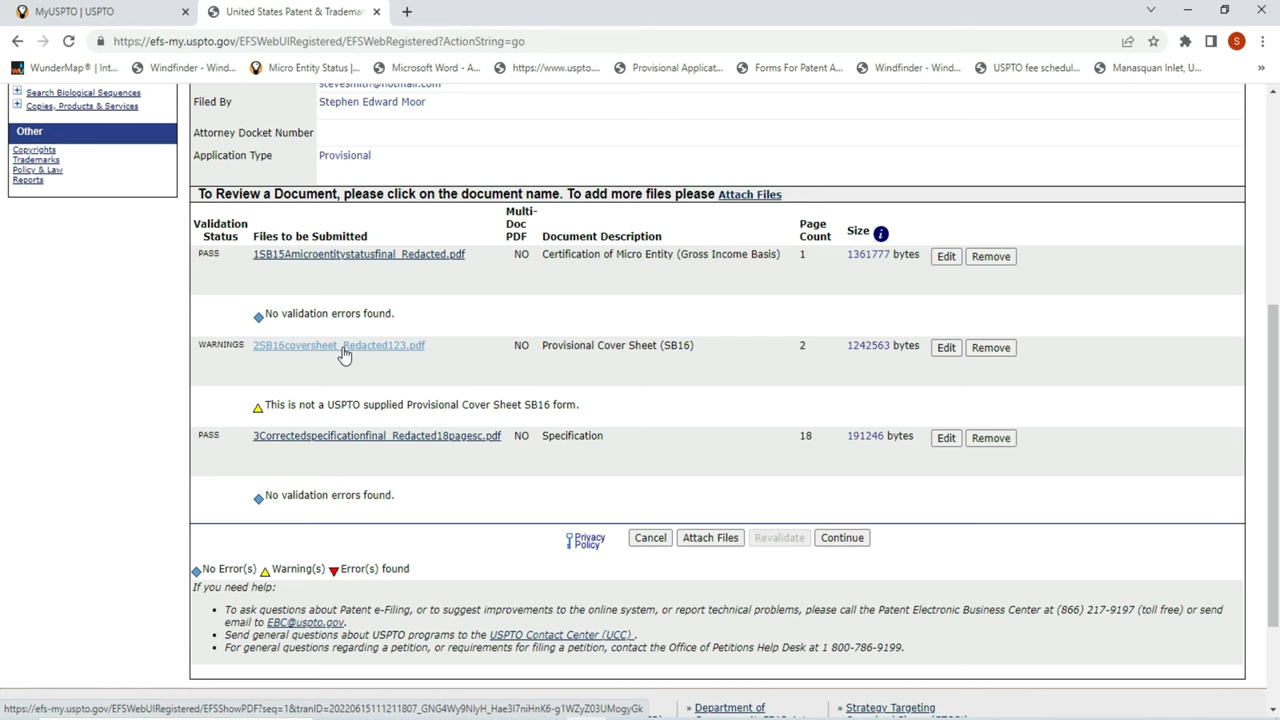 MyUSPTO
United States Patent & Trademar
https://efs-my.uspto.gov/EFSWebUIRegistered/EFSWebRegistered?ActionString=go
S
WunderMap® | Int...
Windfinder - Wind...
Micro Entity Status |...
Microsoft Word - A...
https://www.uspto....
Provisional Applicat...
Forms For Patent A...
Windfinder - Wind...
USPTO fee schedul...
Manasquan Inlet, U...
»
Search Biological Sequences
Copies, Products & Services
Other
Copyrights
Trademarks
Policy & Law
Reports
stevesmith@hotmail.com
Filed By Stephen Edward Moor
Attorney Docket Number
Application Type Provisional
To Review a Document, please click on the document name. To add more files please Attach Files
Validation Status Files to be Submitted Multi-Doc PDF Document Description Page Count Size i
PASS 1SB15Amicroentitystatusfinal_Redacted.pdf NO Certification of Micro Entity (Gross Income Basis) 1 1361777 bytes Edit Remove
No validation errors found.
WARNINGS 2SB16coversheet_Redacted123.pdf NO Provisional Cover Sheet (SB16) 2 1242563 bytes Edit Remove
This is not a USPTO supplied Provisional Cover Sheet SB16 form.
PASS 3Correctedspecificationfinal_Redacted18pagesc.pdf NO Specification 18 191246 bytes Edit Remove
No validation errors found.
Privacy Policy Cancel Attach Files Revalidate Continue
No Error(s) Warning(s) Error(s) found
If you need help:
• To ask questions about Patent e-Filing, or to suggest improvements to the online system, or report technical problems, please call the Patent Electronic Business Center at (866) 217-9197 (toll free) or send
email to EBC@uspto.gov.
• Send general questions about USPTO programs to the USPTO Contact Center (UCC) .
• For general questions regarding a petition, or requirements for filing a petition, contact the Office of Petitions Help Desk at 1 800-786-9199.
» Department of
» Strategy Targeting